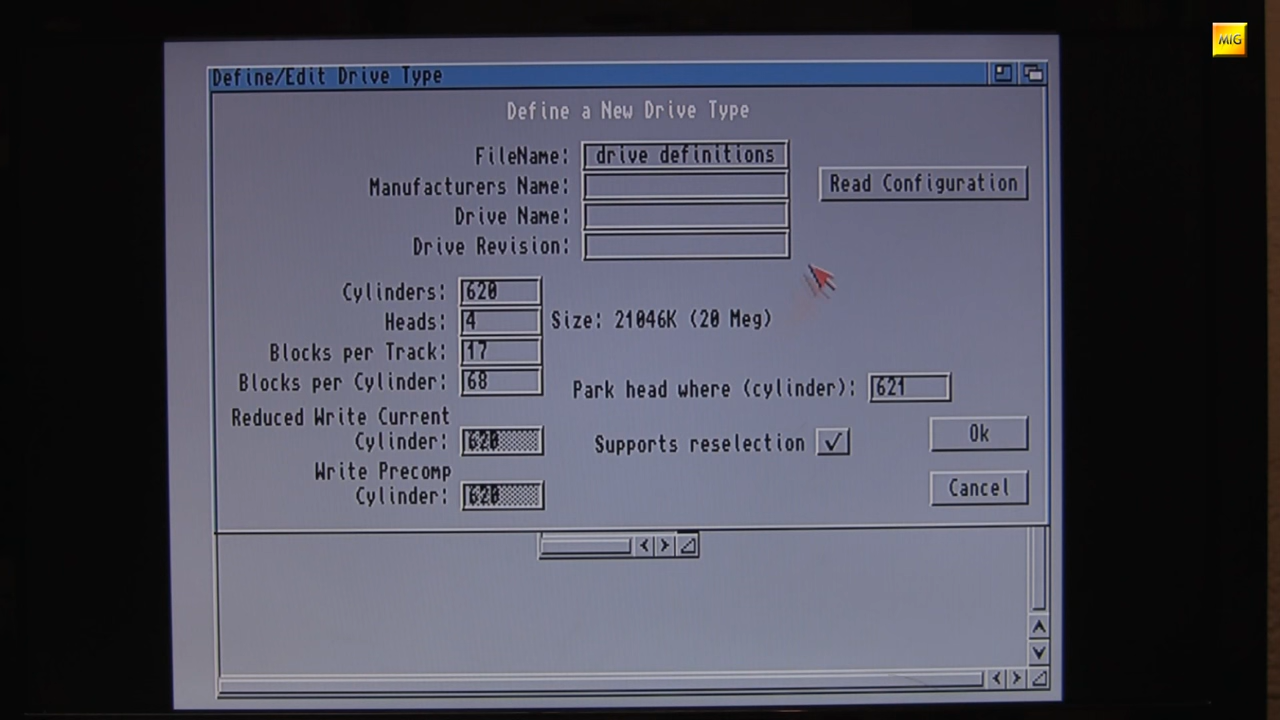 MIG
Define/Edit Drive Type
Define a New Drive Type
FileName: drive definitions
Manufacturers Name:
Read Configuration
Drive Name:
Drive Revision:
Cylinders: 620
Heads: 4 Size: 21046K (20 Meg)
Blocks per Track: 17
Blocks per Cylinder: 68
Park head where (cylinder): 621
Reduced Write Current
Cylinder: 620
Supports reselection
Ok
Write Precomp
Cylinder: 620
Cancel